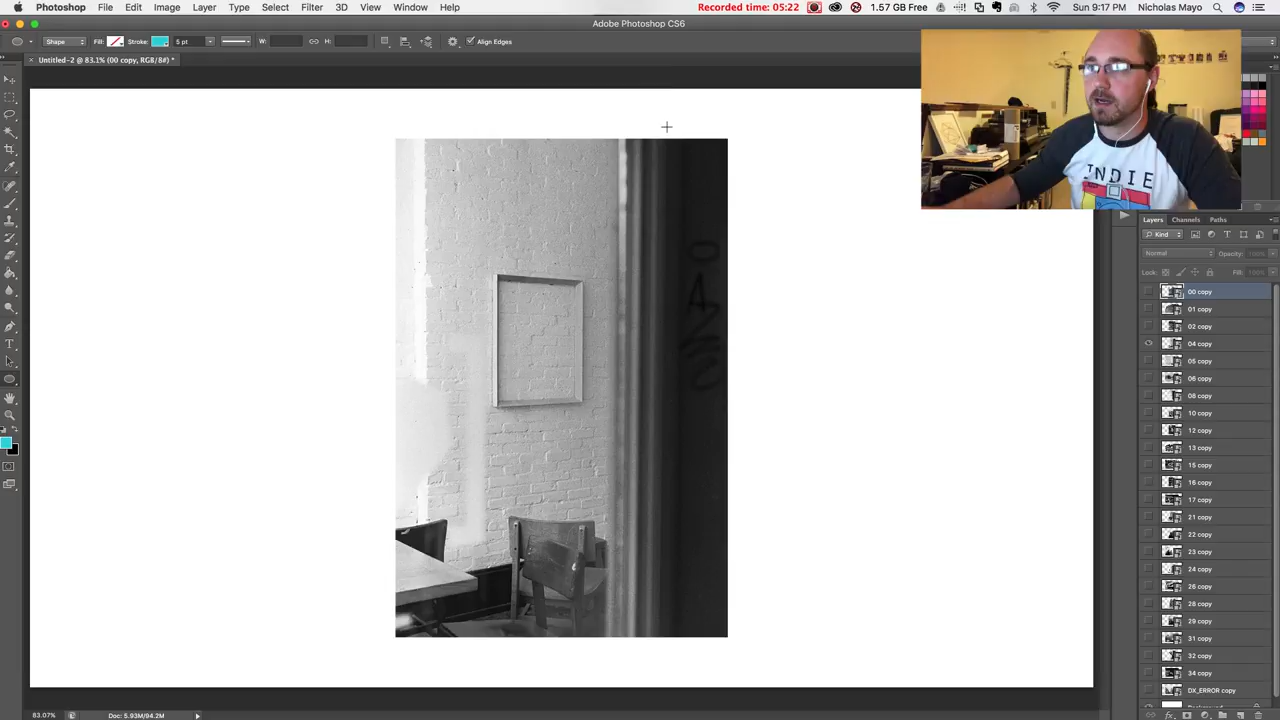 Photoshop File Edit Image Layer Type Select Filter 3D View Window Help Recorded time: 05:22 1.57 GB Free Sun 9:17 PM Nicholas Mayo
Adobe Photoshop CS6
Shape Fill: Stroke: 5 pt W: H: Align Edges
× Untitled-2 @ 83.1% (00 copy, RGB/8#) *
INDIE
Layers Channels Paths
Kind
Normal Opacity: 100%
Lock: Fill: 100%
00 copy
01 copy
02 copy
04 copy
05 copy
06 copy
08 copy
10 copy
12 copy
13 copy
15 copy
16 copy
17 copy
21 copy
22 copy
23 copy
24 copy
26 copy
28 copy
29 copy
31 copy
32 copy
34 copy
DX_ERROR copy
Background
83.07% Doc: 5.93M/94.2M